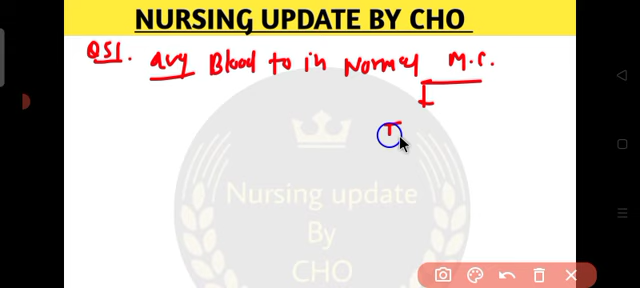 NURSING UPDATE BY CHO
Q51. avg Blood to in Normal M.C.
T
Nursing update
By
CHO